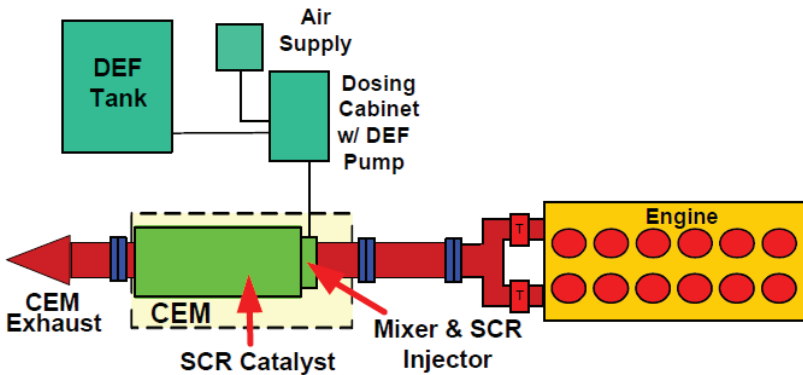 Air
Supply
DEF
Tank
Dosing
Cabinet
w/ DEF
Pump
Engine
T
T
CEM
Exhaust
CEM
SCR Catalyst
Mixer & SCR
Injector